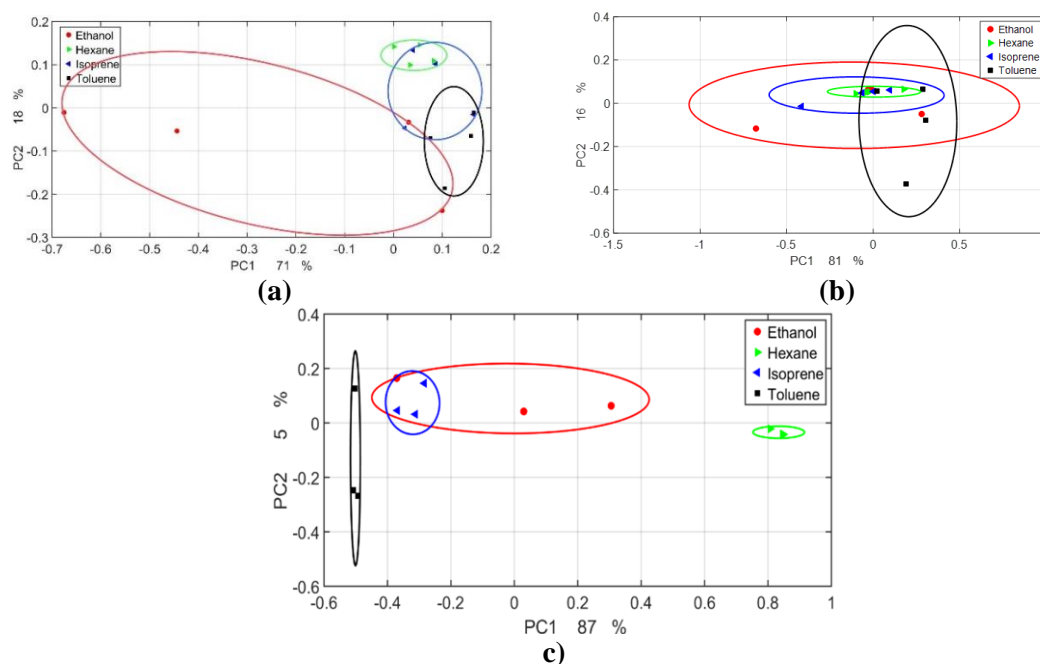 0.2
0.1
0
-0.1
-0.2
-0.3
PC2 18 %
Ethanol
Hexane
Isoprene
Toluene
-0.7 -0.6 -0.5 -0.4 -0.3 -0.2 -0.1 0 0.1 0.2
PC1 71 %
(a)
0.4
0.2
0
-0.2
-0.4
-0.6
PC2 16 %
Ethanol
Hexane
Isoprene
Toluene
-1.5 -1 -0.5 0 0.5
PC1 81 %
(b)
0.4
0.2
0
-0.2
-0.4
-0.6
PC2 5 %
Ethanol
Hexane
Isoprene
Toluene
-0.6 -0.4 -0.2 0 0.2 0.4 0.6 0.8 1
PC1 87 %
c)